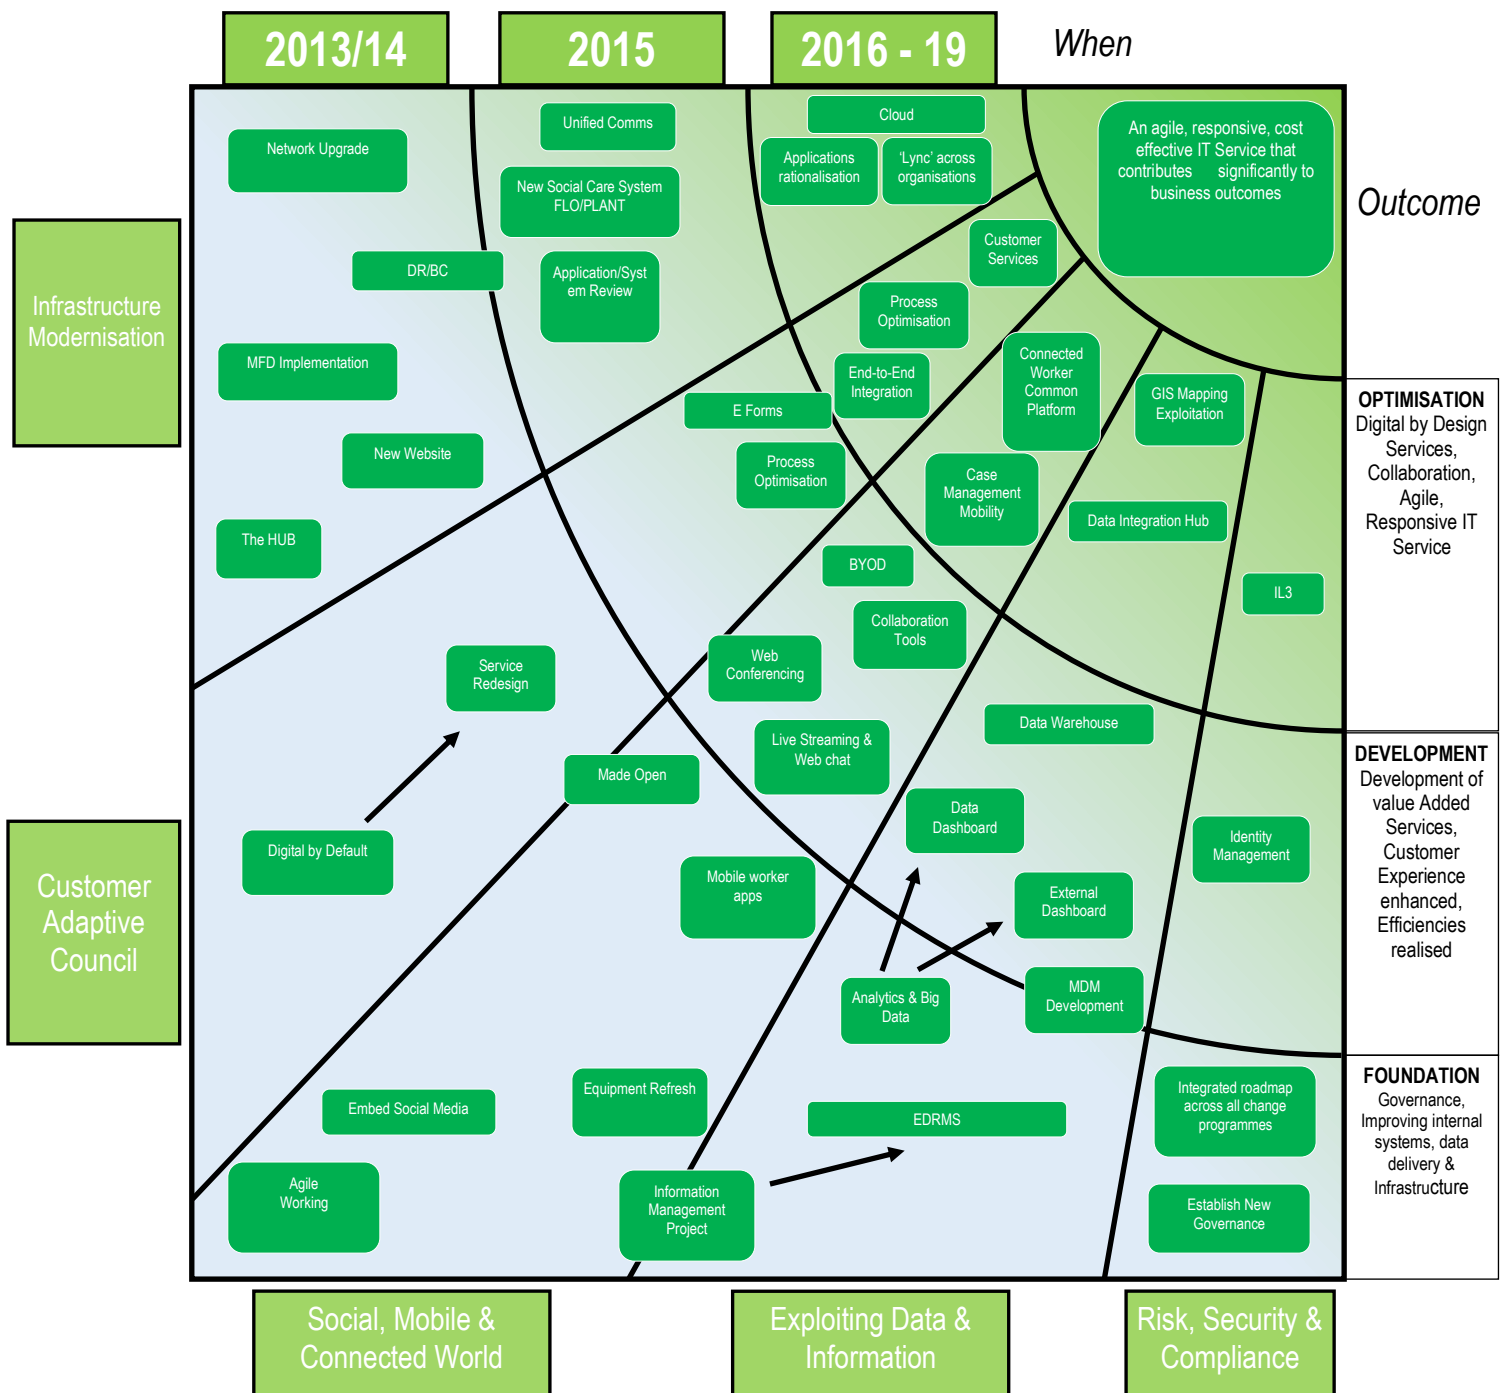 2013/14
2015
2016 - 19
When
Network Upgrade
Unified Comms
Cloud
Applications
rationalisation
‘Lync’ across
organisations
An agile, responsive, cost
effective IT Service that
contributes significantly to
business outcomes
Outcome
New Social Care System
FLO/PLANT
DR/BC
Application/Syst
em Review
Customer
Services
Infrastructure
Modernisation
Process
Optimisation
MFD Implementation
End-to-End
Integration
Connected
Worker
Common
Platform
GIS Mapping
Exploitation
E Forms
New Website
Process
Optimisation
Case
Management
Mobility
Data Integration Hub
The HUB
BYOD
IL3
Collaboration
Tools
OPTIMISATION
Digital by Design
Services,
Collaboration,
Agile,
Responsive IT
Service
Service
Redesign
Web
Conferencing
Data Warehouse
Live Streaming &
Web chat
Made Open
Data
Dashboard
Digital by Default
Identity
Management
Mobile worker
apps
External
Dashboard
Customer
Adaptive
Council
DEVELOPMENT
Development of
value Added
Services,
Customer
Experience
enhanced,
Efficiencies
realised
Analytics & Big
Data
MDM
Development
Equipment Refresh
Embed Social Media
EDRMS
Integrated roadmap
across all change
programmes
Agile
Working
Information
Management
Project
Establish New
Governance
FOUNDATION
Governance,
Improving internal
systems, data
delivery &
Infrastructure
Social, Mobile &
Connected World
Exploiting Data &
Information
Risk, Security &
Compliance